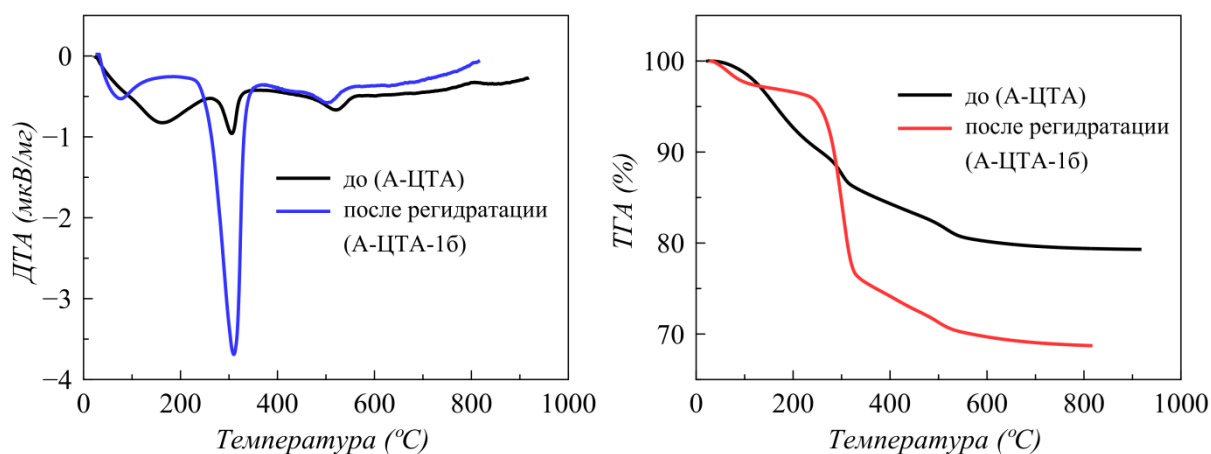 0
−1
−2
−3
−4
ДТА (мкВ/мг)
до (А-ЦТА)
после регидратации
(А-ЦТА-1б)
0 200 400 600 800 1000
Температура (ºC)
100
90
80
70
ТГА (%)
до (А-ЦТА)
после регидратации
(А-ЦТА-1б)
0 200 400 600 800 1000
Температура (ºC)